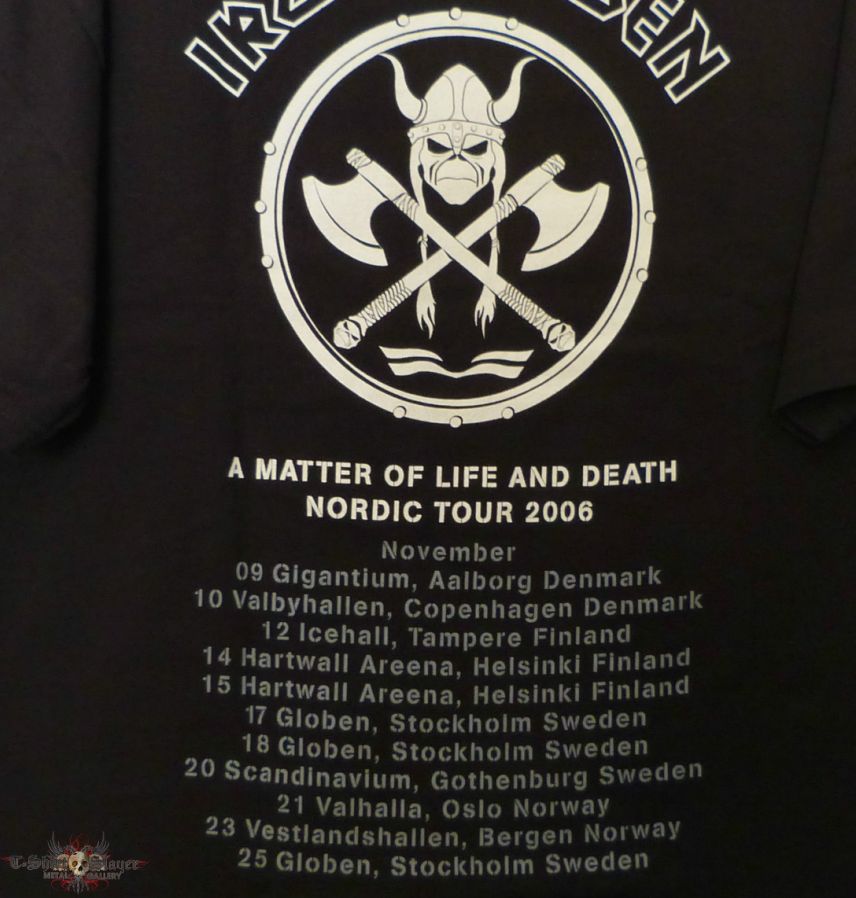 IRON MAIDEN
A MATTER OF LIFE AND DEATH
NORDIC TOUR 2006
November
09 Gigantium, Aalborg Denmark
10 Valbyhallen, Copenhagen Denmark
12 Icehall, Tampere Finland
14 Hartwall Areena, Helsinki Finland
15 Hartwall Areena, Helsinki Finland
17 Globen, Stockholm Sweden
18 Globen, Stockholm Sweden
20 Scandinavium, Gothenburg Sweden
21 Valhalla, Oslo Norway
23 Vestlandshallen, Bergen Norway
25 Globen, Stockholm Sweden
T-Shirt Slayer
METAL GALLERY